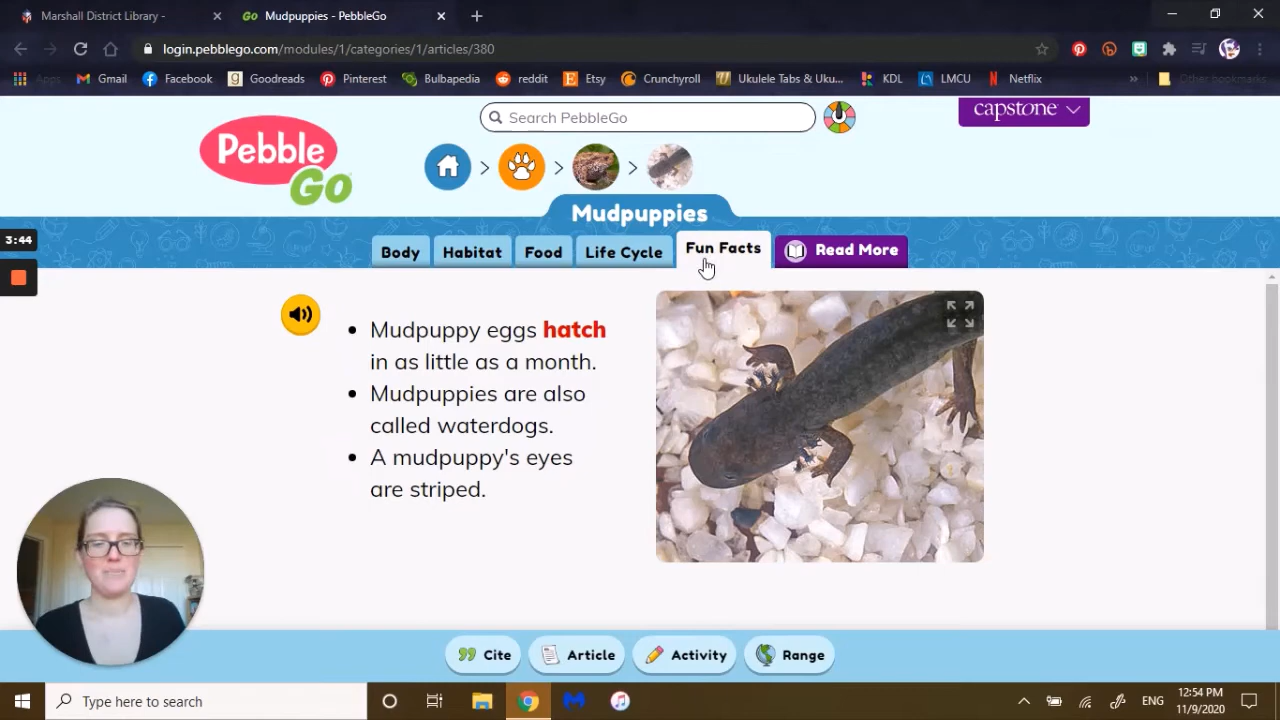 Marshall District Library -
GO Mudpuppies - PebbleGo
login.pebblego.com/modules/1/categories/1/articles/380
Apps Gmail Facebook Goodreads Pinterest Bulbapedia reddit Etsy Crunchyroll Ukulele Tabs & Uku... KDL LMCU Netflix » Other bookmarks
Search PebbleGo
capstone
Pebble
Go
Mudpuppies
3:44
Body Habitat Food Life Cycle Fun Facts Read More
• Mudpuppy eggs hatch
in as little as a month.
• Mudpuppies are also
called waterdogs.
• A mudpuppy's eyes
are striped.
Cite Article Activity Range
Type here to search
ENG
12:54 PM
11/9/2020